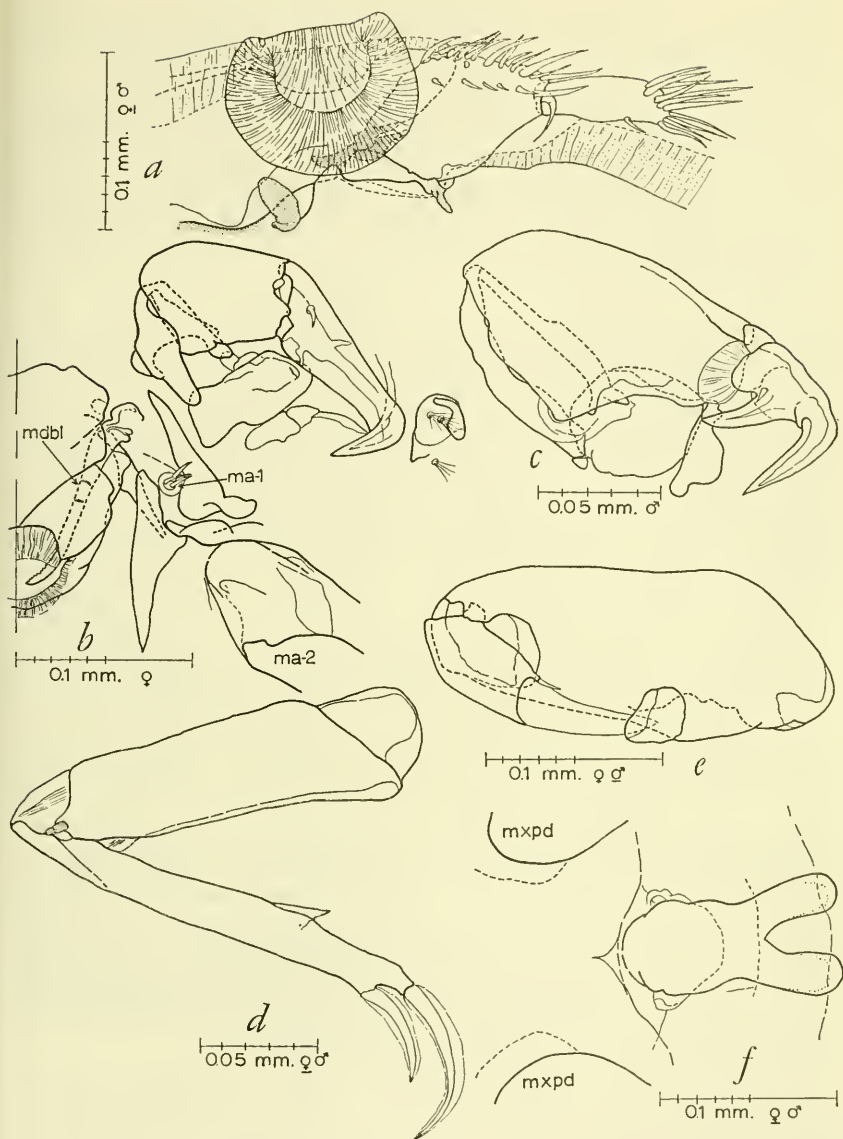 a
0.1 mm. ♀ ♂
mdbl
ma-1
b
0.1 mm. ♀
ma-2
c
0.05 mm. ♂
d
0.05 mm. ♀ ♂
0.1 mm. ♀ ♂
e
mxpd
mxpd
f
0.1 mm. ♀ ♂